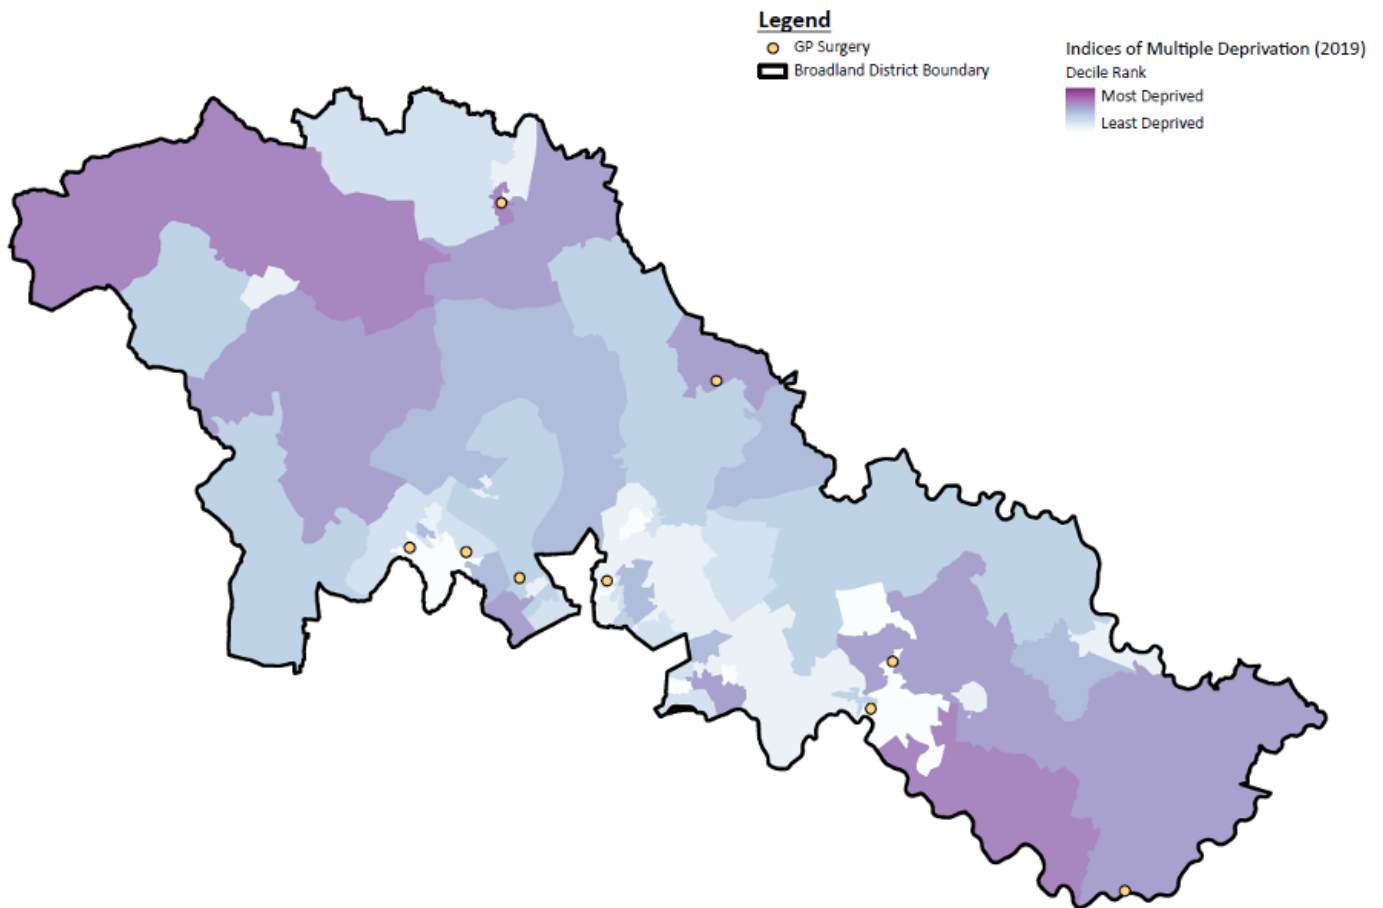 Legend
GP Surgery
Broadland District Boundary
Indices of Multiple Deprivation (2019)
Decile Rank
Most Deprived
Least Deprived